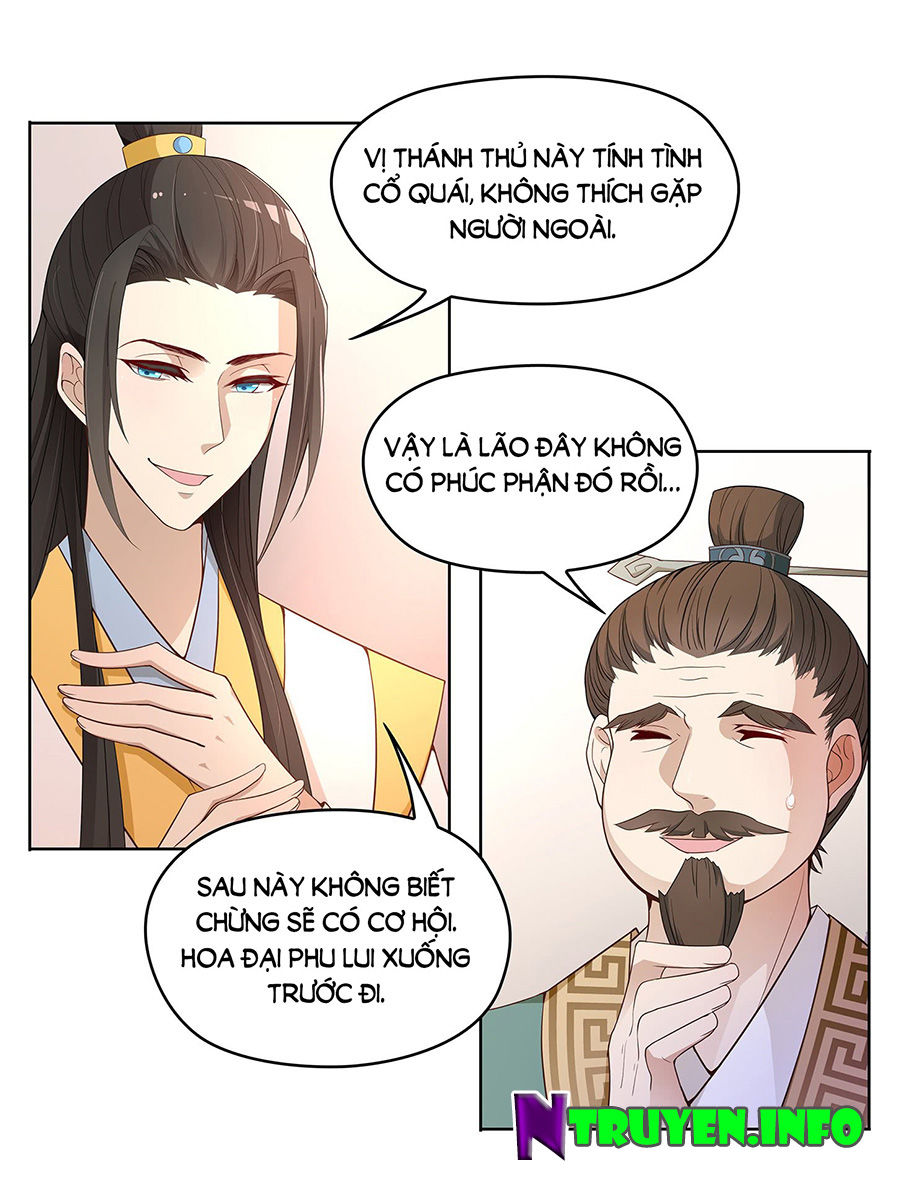 VỊ THÁNH THỦ NÀY TÍNH TÌNH
CỔ QUÁI, KHÔNG THÍCH GẶP
NGƯỜI NGOÀI.
VẬY LÀ LÃO ĐÂY KHÔNG
CÓ PHÚC PHẬN ĐÓ RỒI...
SAU NÀY KHÔNG BIẾT
CHỪNG SẼ CÓ CƠ HỘI.
HOA ĐẠI PHU LUI XUỐNG
TRƯỚC ĐI.
N TRUYEN.INFO